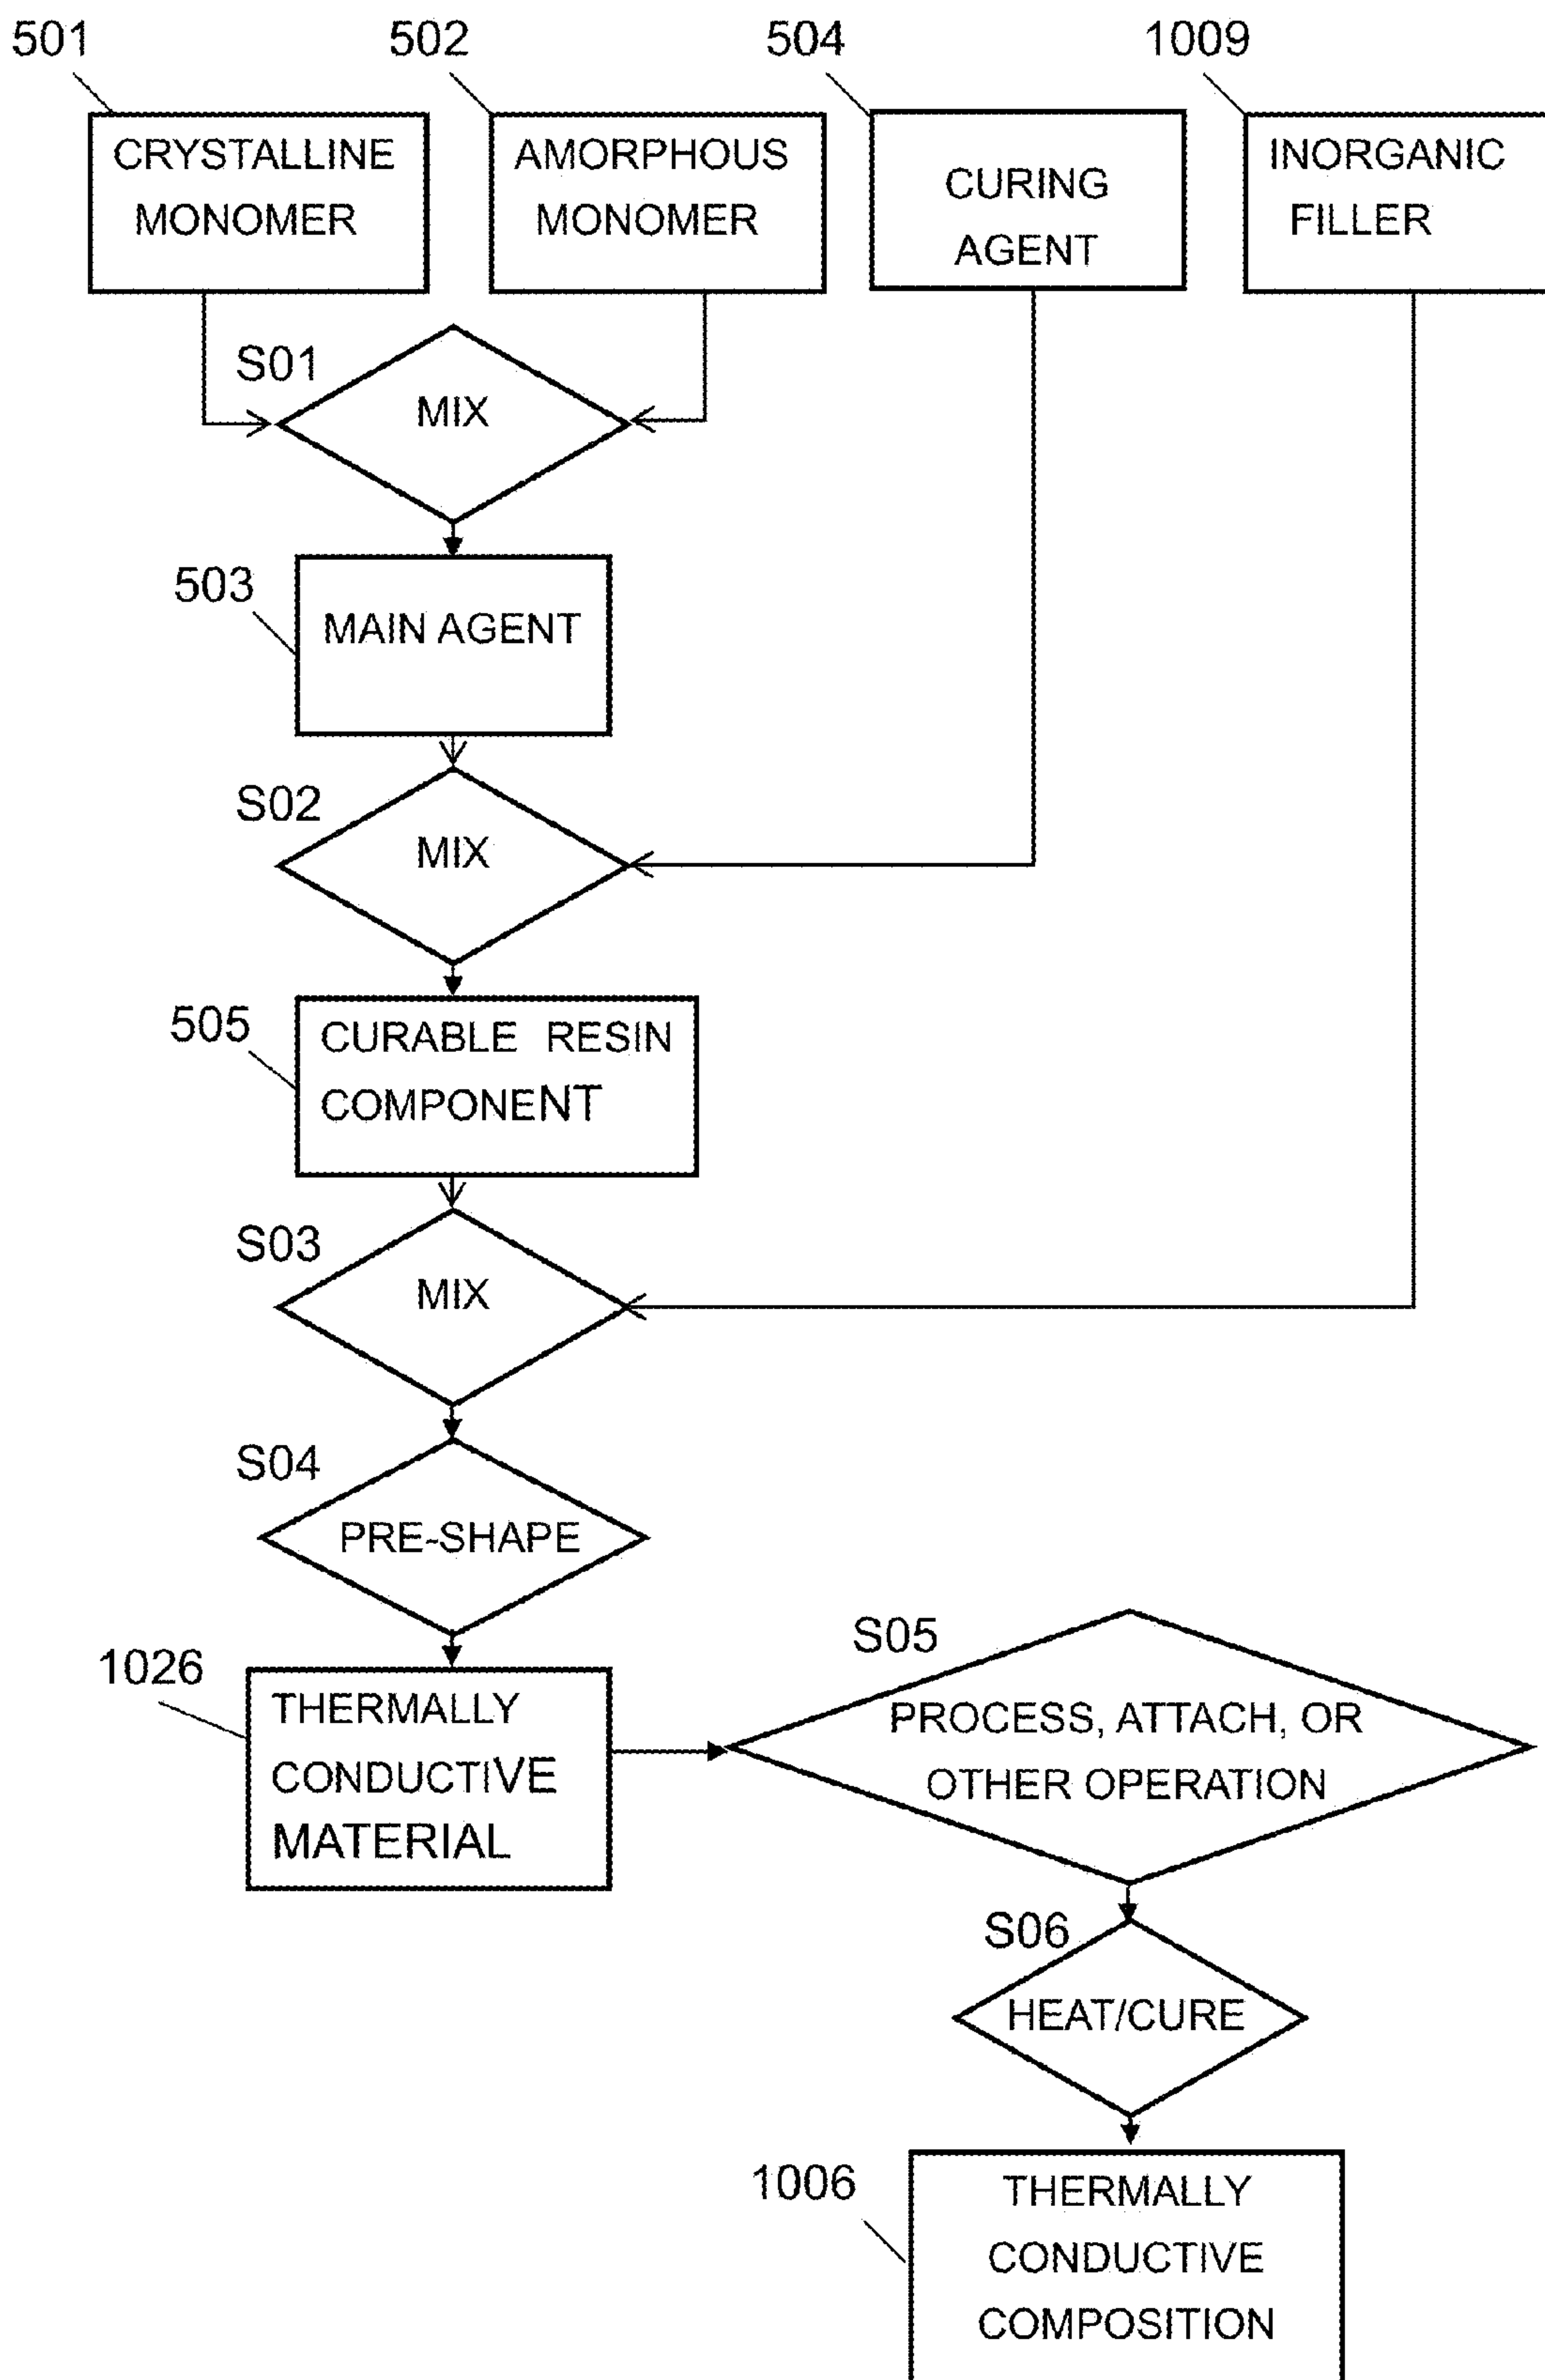 501
502
504
1009
CRYSTALLINE
MONOMER
AMORPHOUS
MONOMER
CURING
AGENT
INORGANIC
FILLER
S01
MIX
503
MAIN AGENT
S02
MIX
505
CURABLE RESIN
COMPONENT
S03
MIX
S04
PRE-SHAPE
1026
THERMALLY
CONDUCTIVE
MATERIAL
S05
PROCESS, ATTACH, OR
OTHER OPERATION
S06
HEAT/CURE
1006
THERMALLY
CONDUCTIVE
COMPOSITION